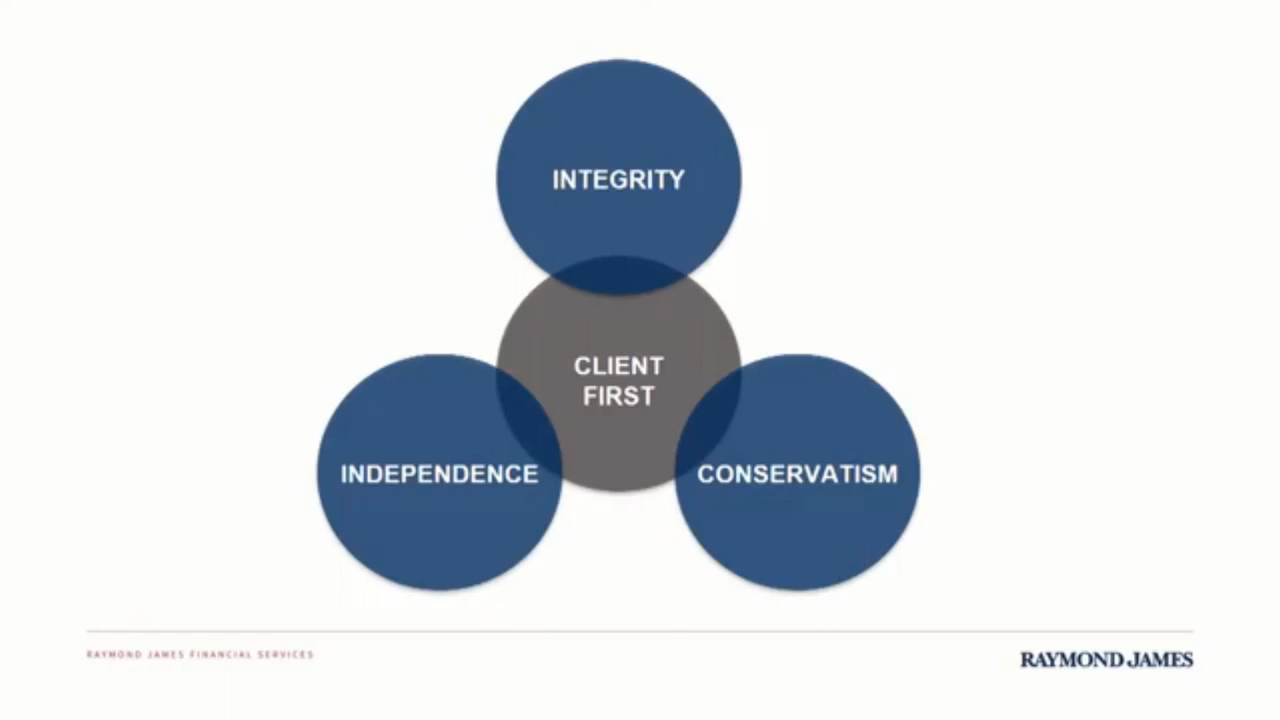 INTEGRITY
CLIENT
FIRST
INDEPENDENCE
CONSERVATISM
RAYMOND JAMES FINANCIAL SERVICES
RAYMOND JAMES